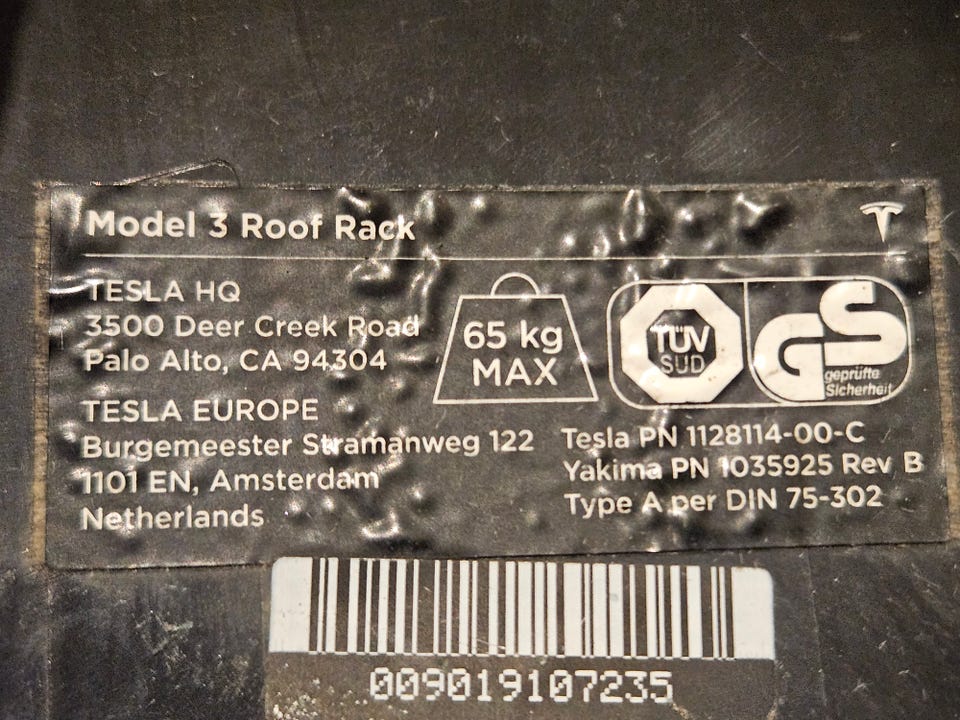 Model 3 Roof Rack
TESLA HQ
3500 Deer Creek Road
Palo Alto, CA 94304
TESLA EUROPE
Burgemeester Stramanweg 122
1101 EN, Amsterdam
Netherlands
65 kg
MAX
TÜV
SÜD
GS
geprüfte
Sicherheit
Tesla PN 1128114-00-C
Yakima PN 1035925 Rev B
Type A per DIN 75-302
009019107235